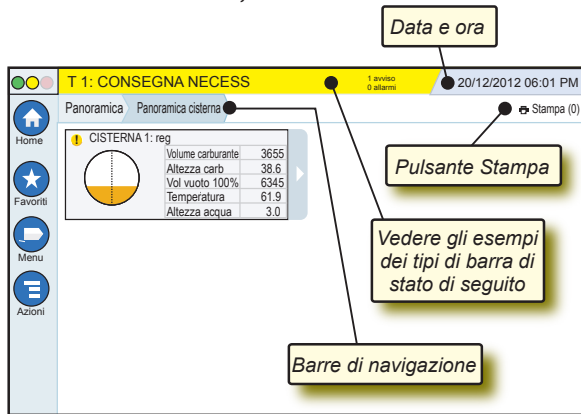 Data e ora
T 1: CONSEGNA NECESS
1 avviso
0 allarmi
20/12/2012 06:01 PM
Panoramica
Panoramica cisterna
Stampa (0)
Home
Favoriti
Menu
Azioni
! CISTERNA 1: reg
Volume carburante 3655
Altezza carb 38.6
Vol vuoto 100% 6345
Temperatura 61.9
Altezza acqua 3.0
Pulsante Stampa
Vedere gli esempi
dei tipi di barra di
stato di seguito
Barre di navigazione